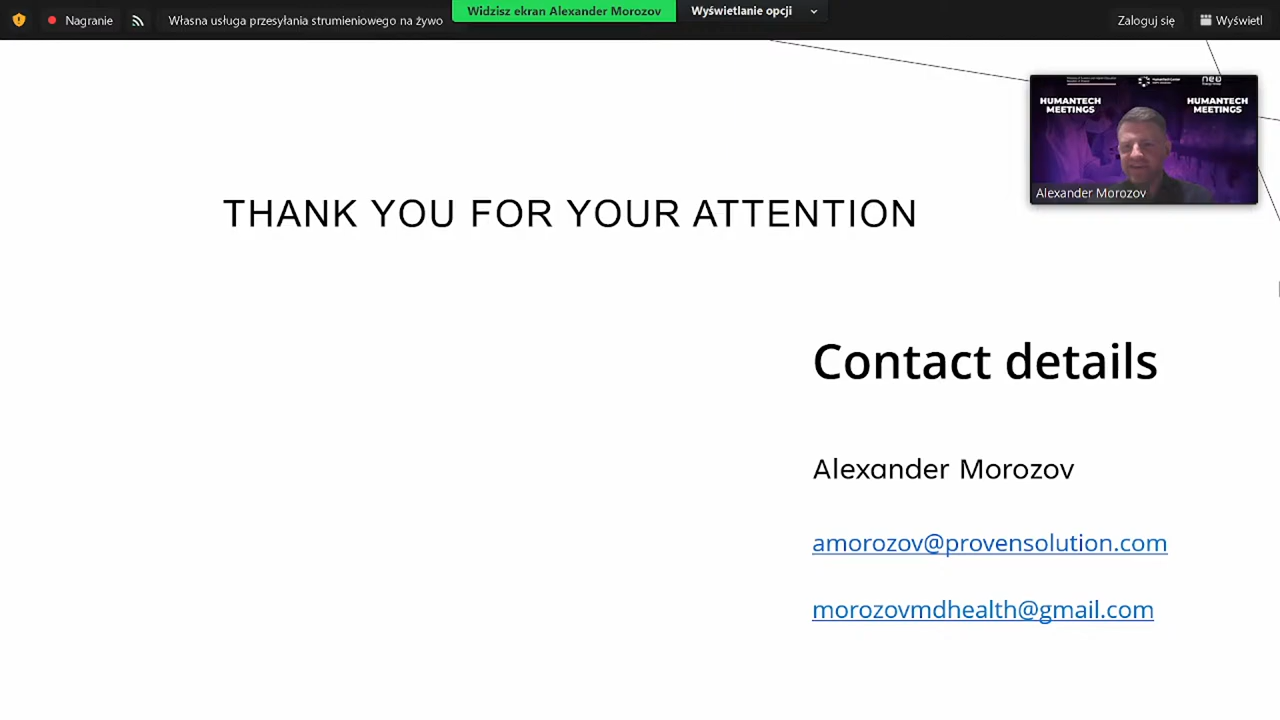 Nagranie
Własna usługa przesyłania strumieniowego na żywo
Widzisz ekran Alexander Morozov
Wyświetlanie opcji
Zaloguj się
Wyświetl
HUMANTECH
MEETINGS
HUMANTECH
MEETINGS
Alexander Morozov
THANK YOU FOR YOUR ATTENTION
Contact details
Alexander Morozov
amorozov@provensolution.com
morozovmdhealth@gmail.com